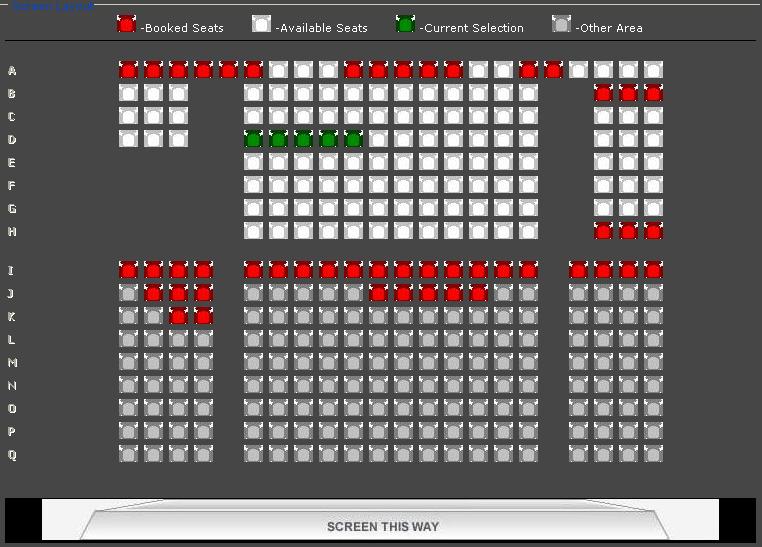 Screen Layout
-Booked Seats -Available Seats -Current Selection -Other Area
A
B
C
D
E
F
G
H
I
J
K
L
M
N
O
P
Q
SCREEN THIS WAY